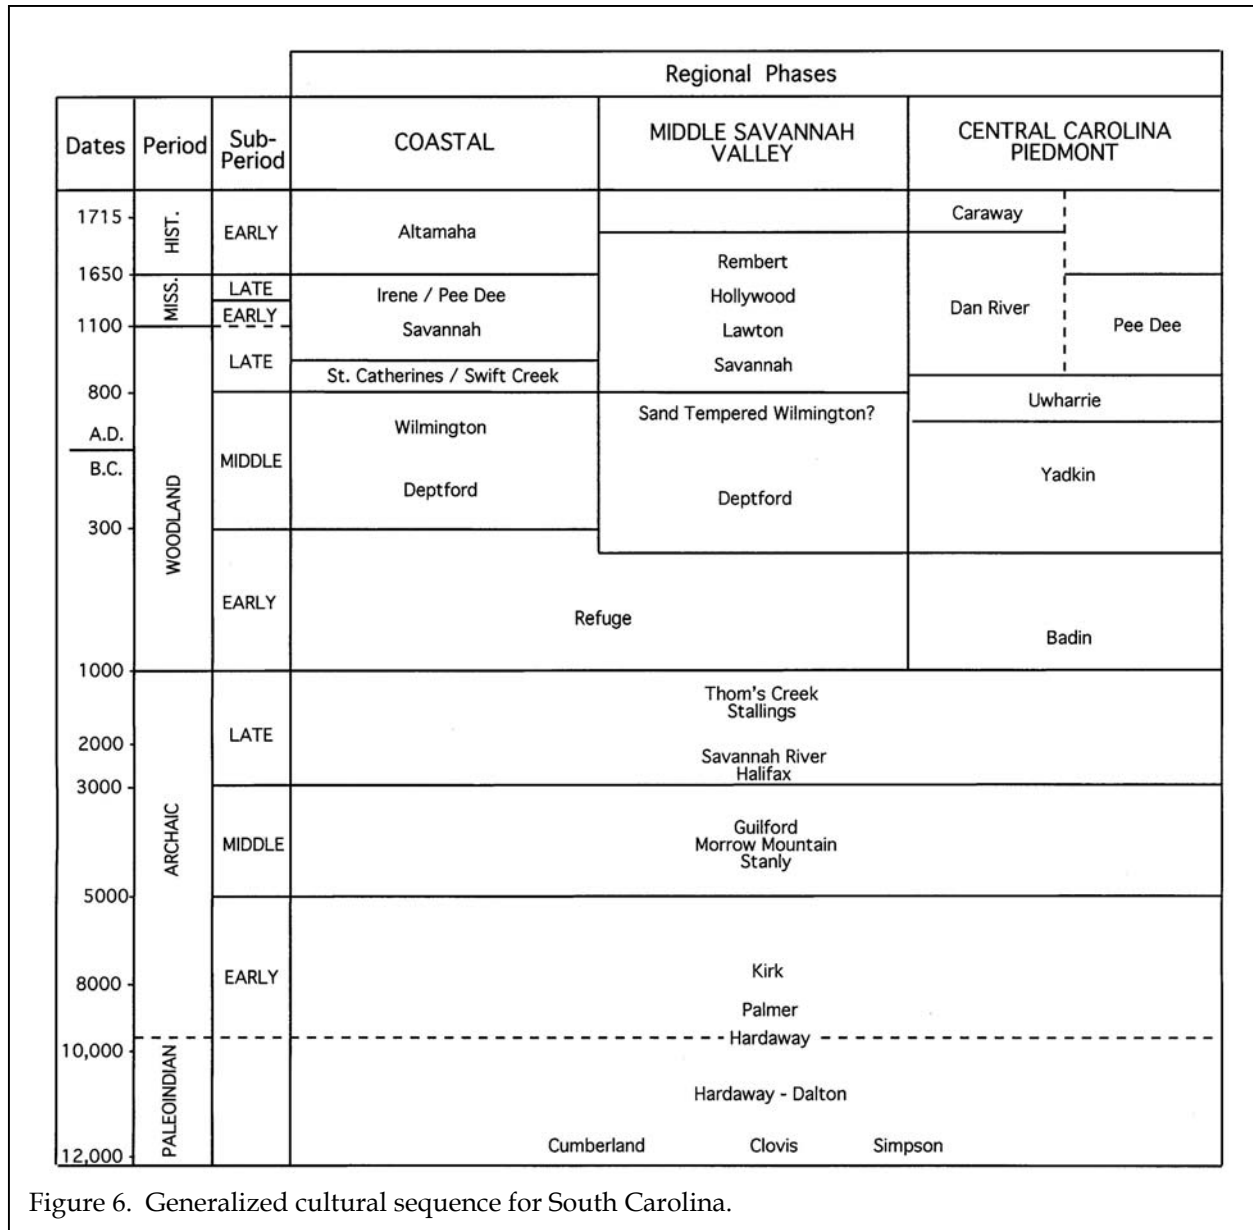 Regional Phases
Dates Period Sub-Period COASTAL MIDDLE SAVANNAH VALLEY CENTRAL CAROLINA PIEDMONT
1715 HIST. EARLY Altamaha Caraway
Rembert
1650
MISS. LATE Irene / Pee Dee Hollywood Dan River
EARLY Savannah Lawton Pee Dee
1100
LATE St. Catherines / Swift Creek Savannah
800
Uwharrie
WOODLAND MIDDLE Wilmington Sand Tempered Wilmington?
A.D.
B.C.
Deptford Deptford Yadkin
300
EARLY Refuge Badin
1000
ARCHAIC LATE Thom's Creek
Stallings
2000
Savannah River
Halifax
3000
MIDDLE Guilford
Morrow Mountain
Stanly
5000
EARLY Kirk
8000
Palmer
Hardaway
10,000
PALEOINDIAN Hardaway - Dalton
Cumberland Clovis Simpson
12,000
Figure 6. Generalized cultural sequence for South Carolina.